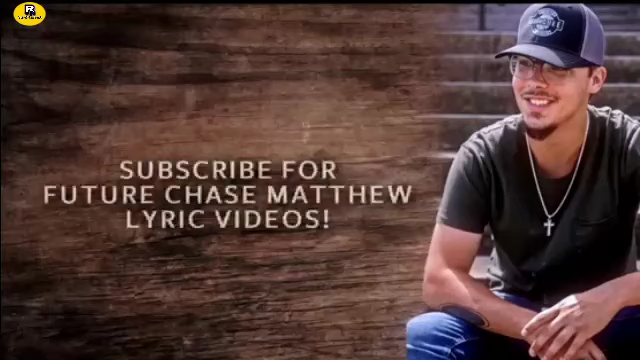 SUBSCRIBE FOR
FUTURE CHASE MATTHEW
LYRIC VIDEOS!